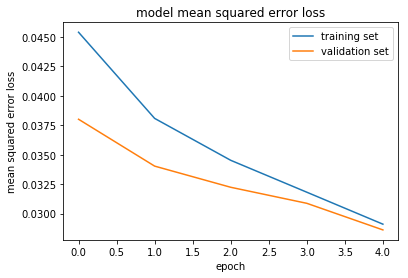 model mean squared error loss
training set
validation set
mean squared error loss
0.0450
0.0425
0.0400
0.0375
0.0350
0.0325
0.0300
0.0 0.5 1.0 1.5 2.0 2.5 3.0 3.5 4.0
epoch